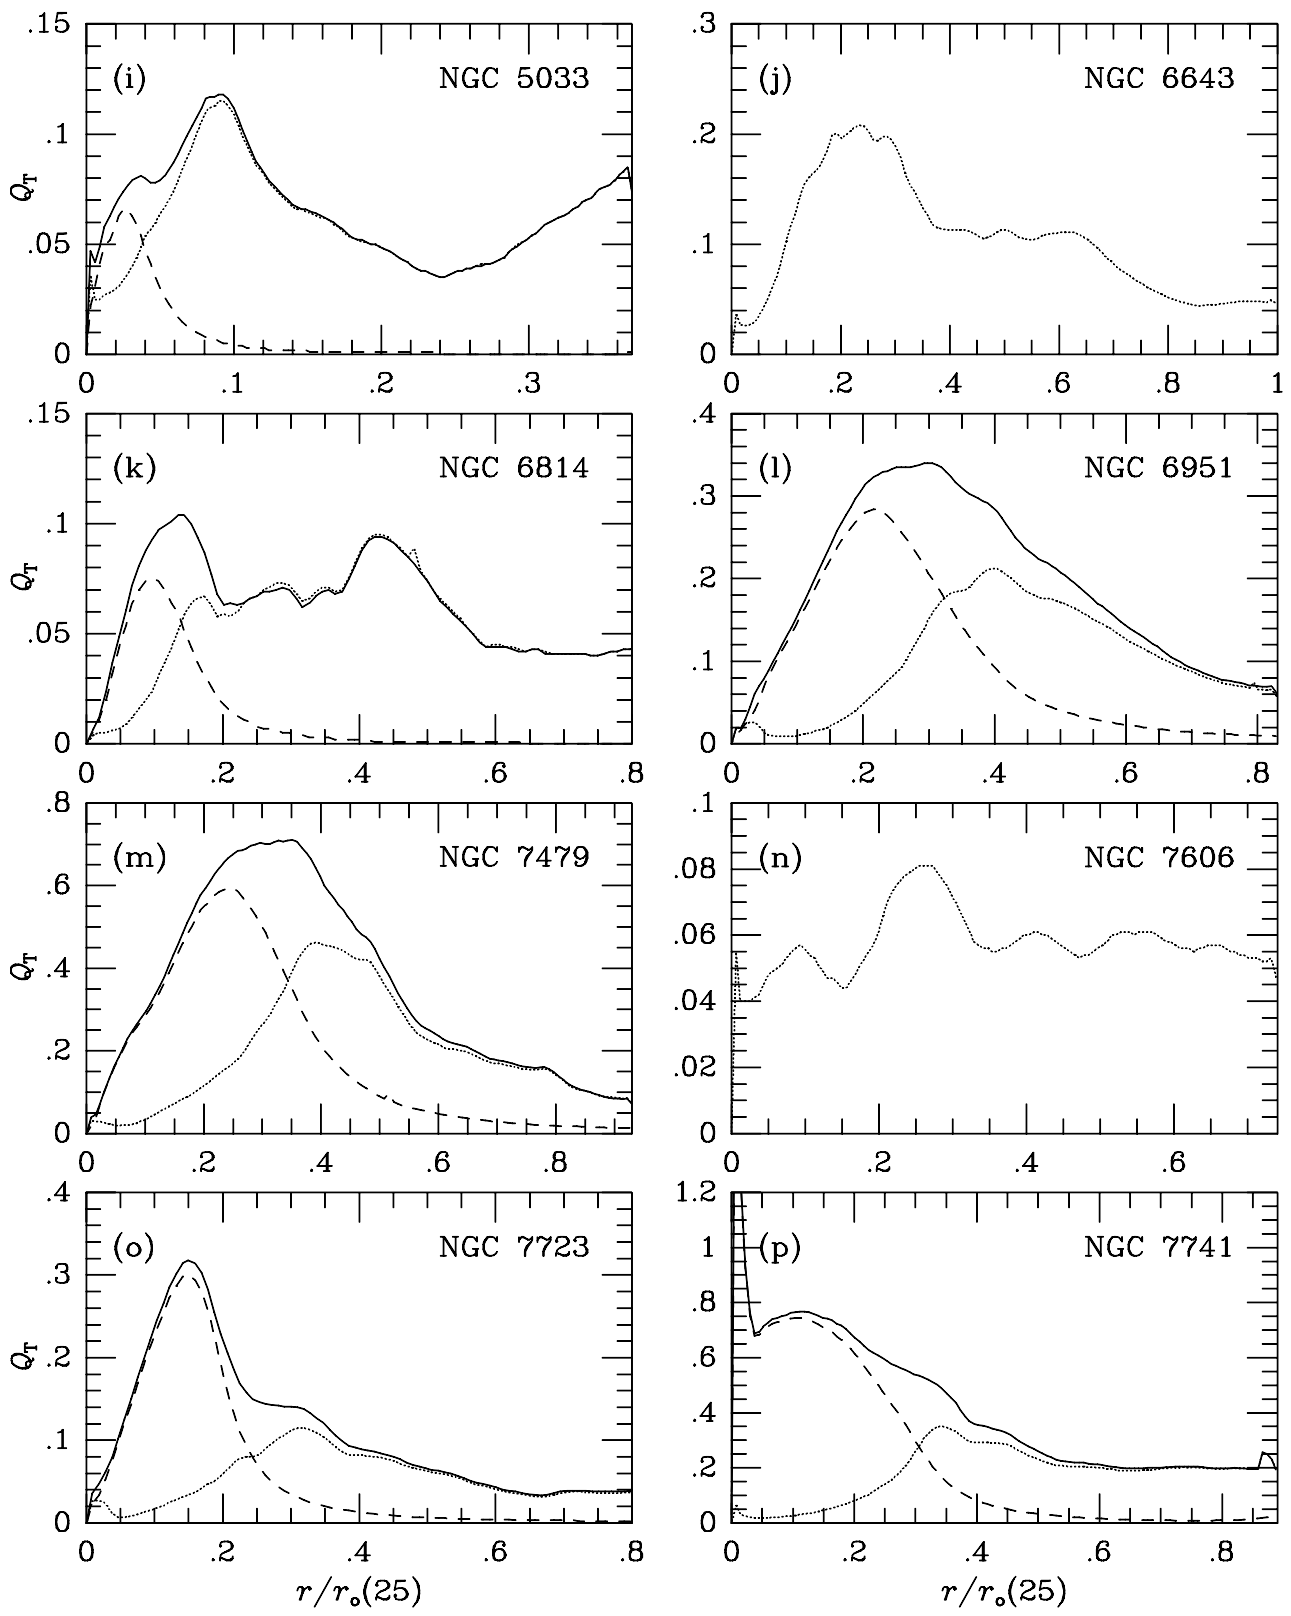 .15
.1
.05
0
Q_T
(i) NGC 5033
0 .1 .2 .3
.3
.2
.1
0
(j) NGC 6643
0 .2 .4 .6 .8 1
.15
.1
.05
0
Q_T
(k) NGC 6814
0 .2 .4 .6 .8
.4
.3
.2
.1
0
(l) NGC 6951
0 .2 .4 .6 .8
.8
.6
.4
.2
0
Q_T
(m) NGC 7479
0 .2 .4 .6 .8
.1
.08
.06
.04
.02
0
(n) NGC 7606
0 .2 .4 .6
.4
.3
.2
.1
0
Q_T
(o) NGC 7723
0 .2 .4 .6 .8
r/r_o(25)
1.2
1
.8
.6
.4
.2
0
(p) NGC 7741
0 .2 .4 .6 .8
r/r_o(25)